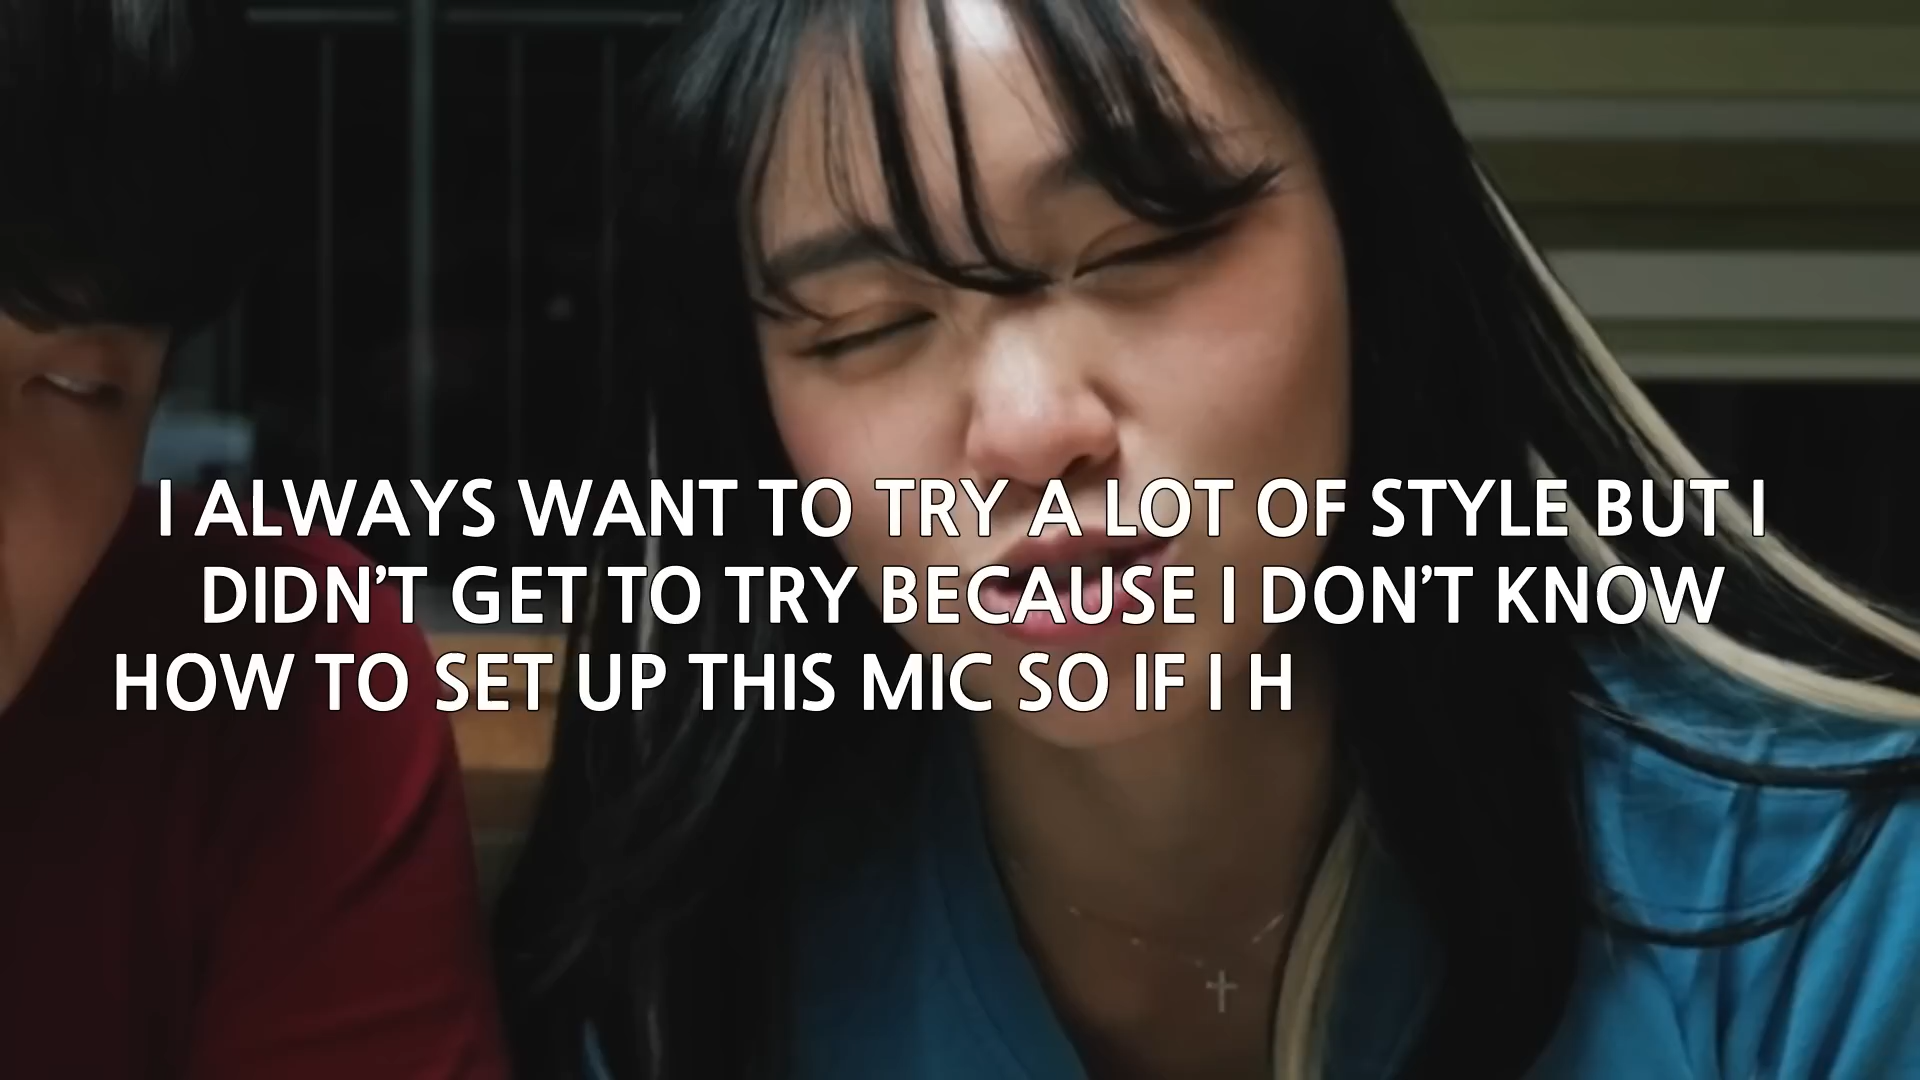 I ALWAYS WANT TO TRY A LOT OF STYLE BUT I
DIDN’T GET TO TRY BECAUSE I DON’T KNOW
HOW TO SET UP THIS MIC SO IF I H